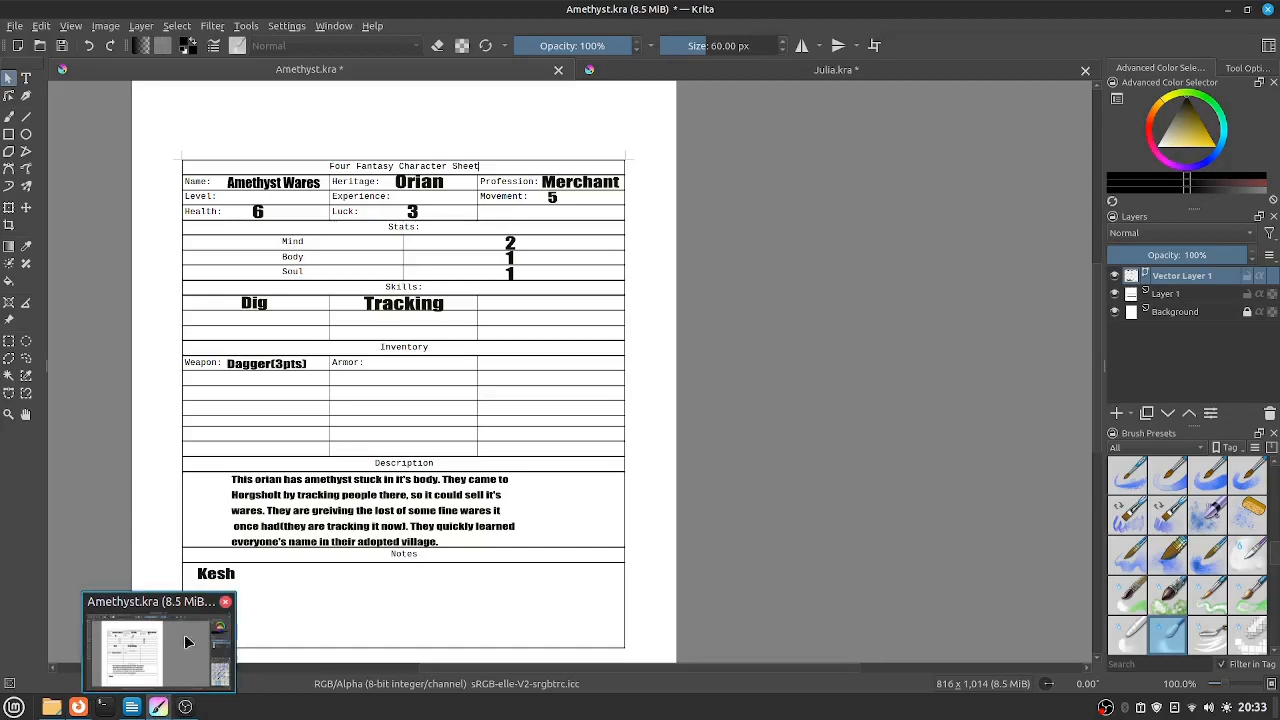 Amethyst.kra (8.5 MiB) * — Krita
File Edit View Image Layer Select Filter Tools Settings Window Help
Normal Opacity: 100% Size: 60.00 px
Amethyst.kra * Julia.kra *
Advanced Color Sele... Tool Opti...
Advanced Color Selector
Four Fantasy Character Sheet
Name: Amethyst Wares Heritage: Orian Profession: Merchant
Level: Experience: Movement: 5
Health: 6 Luck: 3
Stats:
Mind 2
Body 1
Soul 1
Skills:
Dig Tracking
Inventory
Weapon: Dagger(3pts) Armor:
Description
This orian has amethyst stuck in it's body. They came to
Horgsholt by tracking people there, so it could sell it's
wares. They are greiving the lost of some fine wares it
once had(they are tracking it now). They quickly learned
everyone's name in their adopted village.
Notes
Kesh
Layers
Normal
Opacity: 100%
Vector Layer 1
Layer 1
Background
Brush Presets
All Tag
Search Filter in Tag
Amethyst.kra (8.5 MiB...
RGB/Alpha (8-bit integer/channel) sRGB-elle-V2-srgbtrc.icc 816 x 1,014 (8.5 MiB) 0.00° 100.0%
20:33